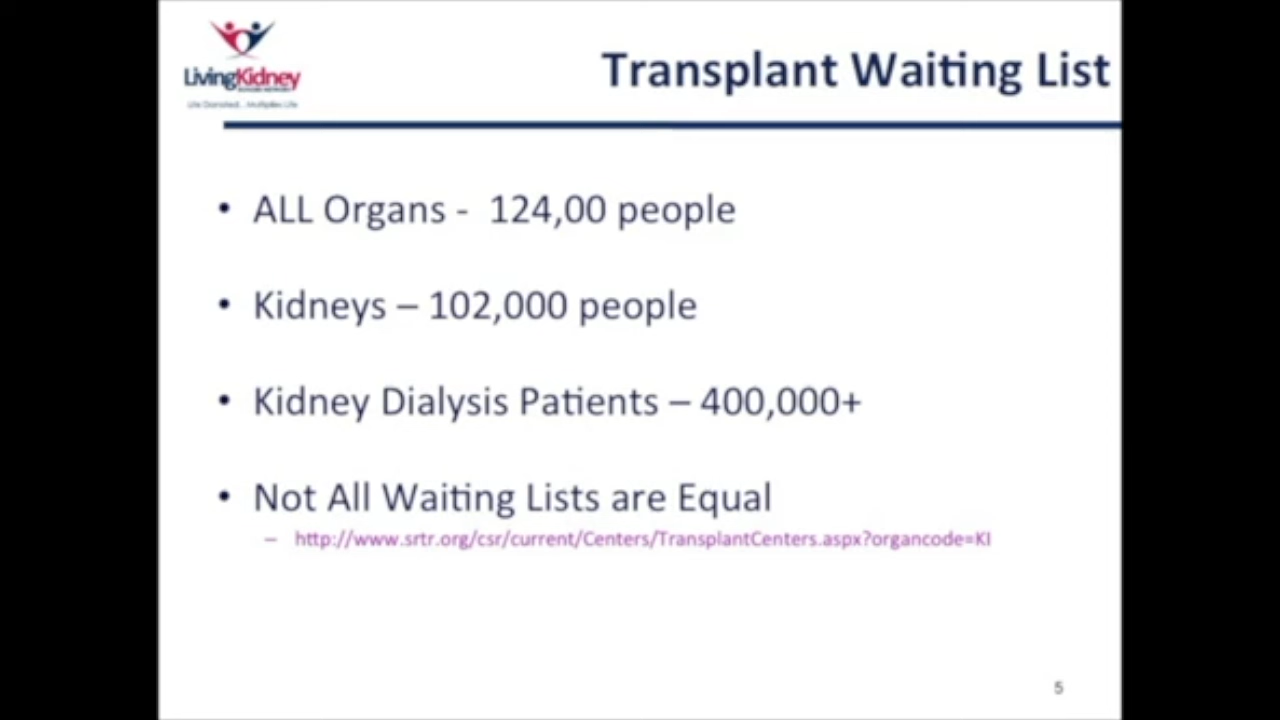 LivingKidney
Transplant Waiting List
• ALL Organs - 124,00 people
• Kidneys – 102,000 people
• Kidney Dialysis Patients – 400,000+
• Not All Waiting Lists are Equal
– http://www.srtr.org/csr/current/Centers/TransplantCenters.aspx?organcode=KI
5